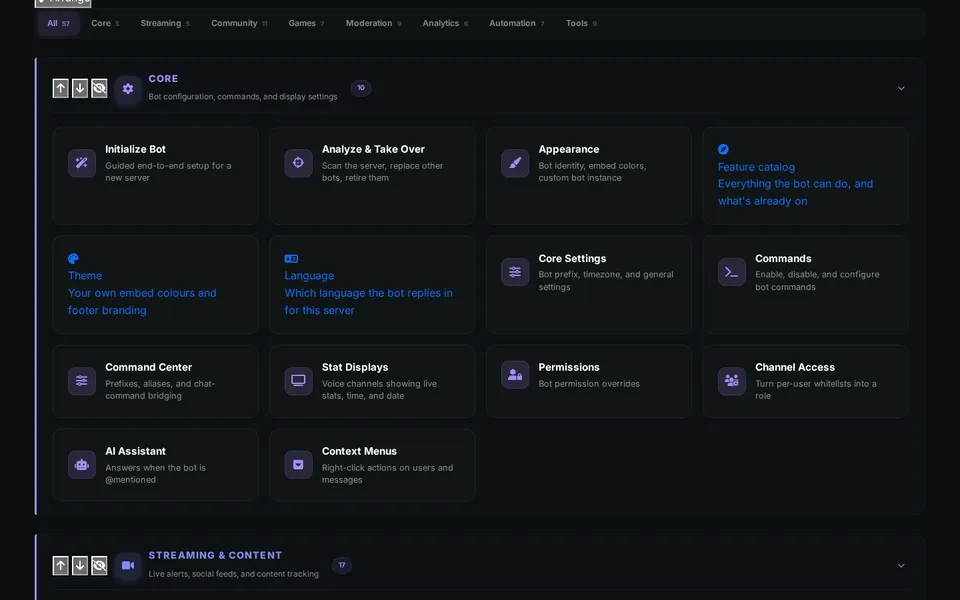 Arrange
All 57
Core 5
Streaming 5
Community 11
Games 7
Moderation 9
Analytics 6
Automation 7
Tools 9
CORE
10
Bot configuration, commands, and display settings
Initialize Bot
Guided end-to-end setup for a
new server
Analyze & Take Over
Scan the server, replace other
bots, retire them
Appearance
Bot identity, embed colors,
custom bot instance
Feature catalog
Everything the bot can do, and
what's already on
Theme
Your own embed colours and
footer branding
Language
Which language the bot replies in
for this server
Core Settings
Bot prefix, timezone, and general
settings
Commands
Enable, disable, and configure
bot commands
Command Center
Prefixes, aliases, and chat-
command bridging
Stat Displays
Voice channels showing live
stats, time, and date
Permissions
Bot permission overrides
Channel Access
Turn per-user whitelists into a
role
AI Assistant
Answers when the bot is
@mentioned
Context Menus
Right-click actions on users and
messages
STREAMING & CONTENT
17
Live alerts, social feeds, and content tracking